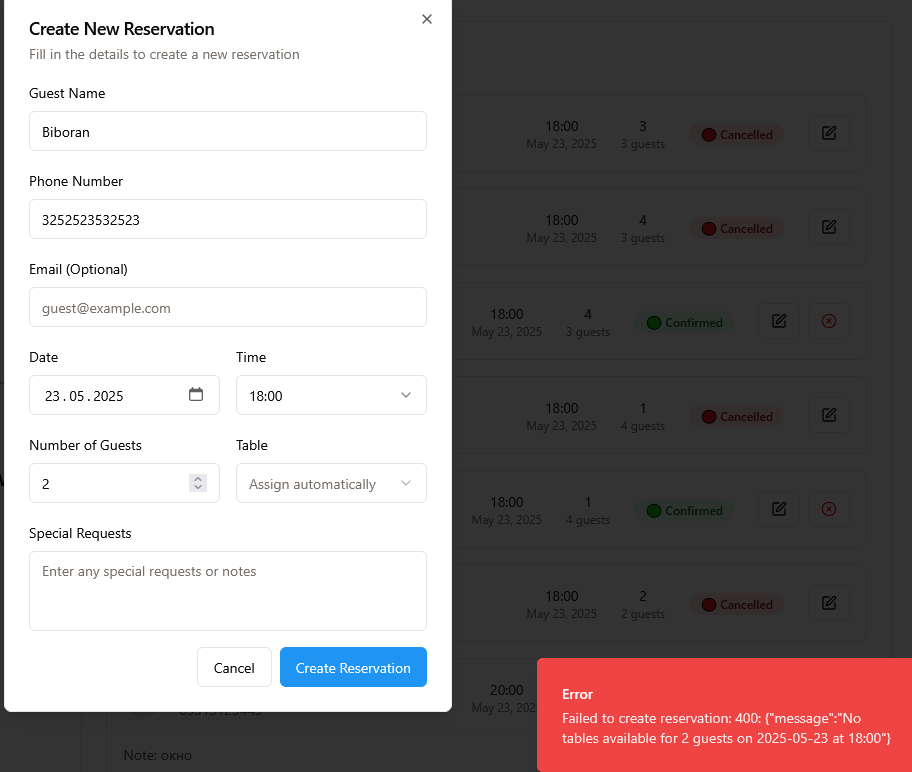 Create New Reservation
Fill in the details to create a new reservation
Guest Name
Biboran
Phone Number
3252523532523
Email (Optional)
guest@example.com
Date Time
23.05.2025 18:00
Number of Guests Table
2 Assign automatically
Special Requests
Enter any special requests or notes
Cancel Create Reservation
18:00 3 Cancelled
May 23, 2025 3 guests
18:00 4 Cancelled
May 23, 2025 3 guests
18:00 4 Confirmed
May 23, 2025 3 guests
18:00 1 Cancelled
May 23, 2025 4 guests
18:00 1 Confirmed
May 23, 2025 4 guests
18:00 2 Cancelled
May 23, 2025 2 guests
20:00
May 23, 202
Note: окно
Error
Failed to create reservation: 400: {"message":"No
tables available for 2 guests on 2025-05-23 at 18:00"}